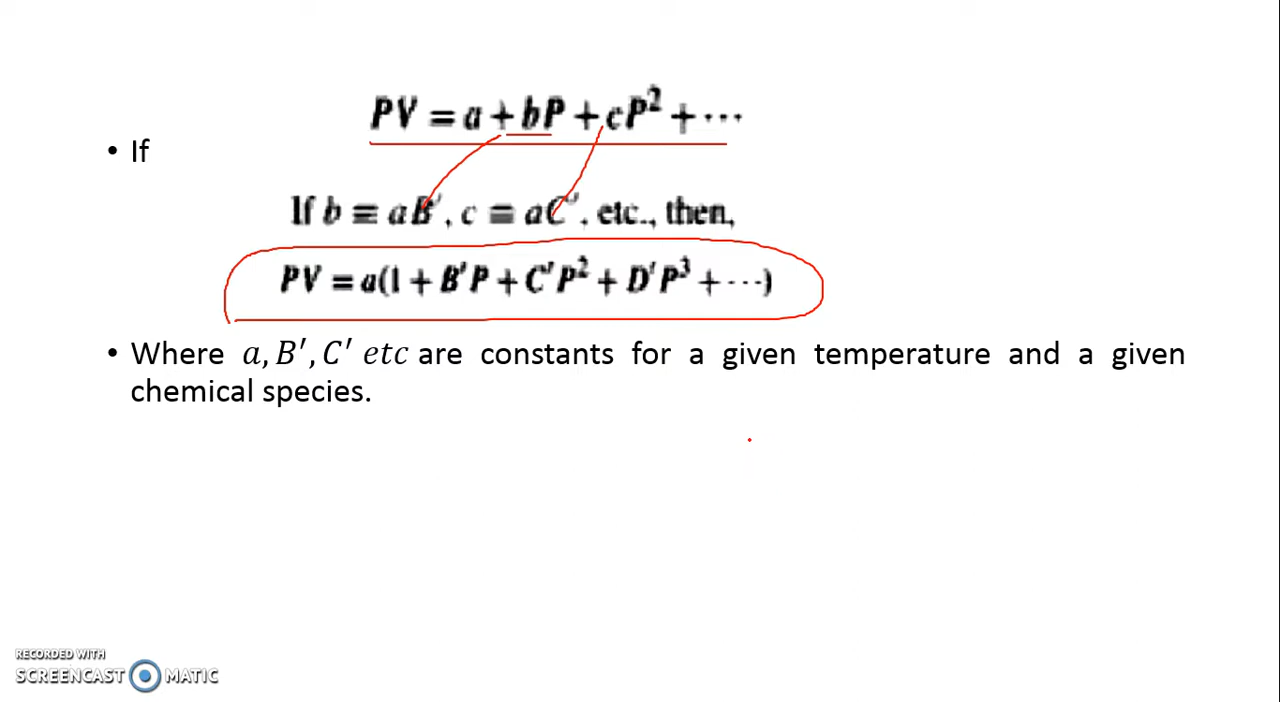 PV = a + bP + cP² + ⋯
• If
If b ≡ aB′, c ≡ aC′, etc., then,
PV = a(1 + B′P + C′P² + D′P³ + ⋯)
• Where a, B′, C′ etc are constants for a given temperature and a given
chemical species.
RECORDED WITH
SCREENCAST MATIC